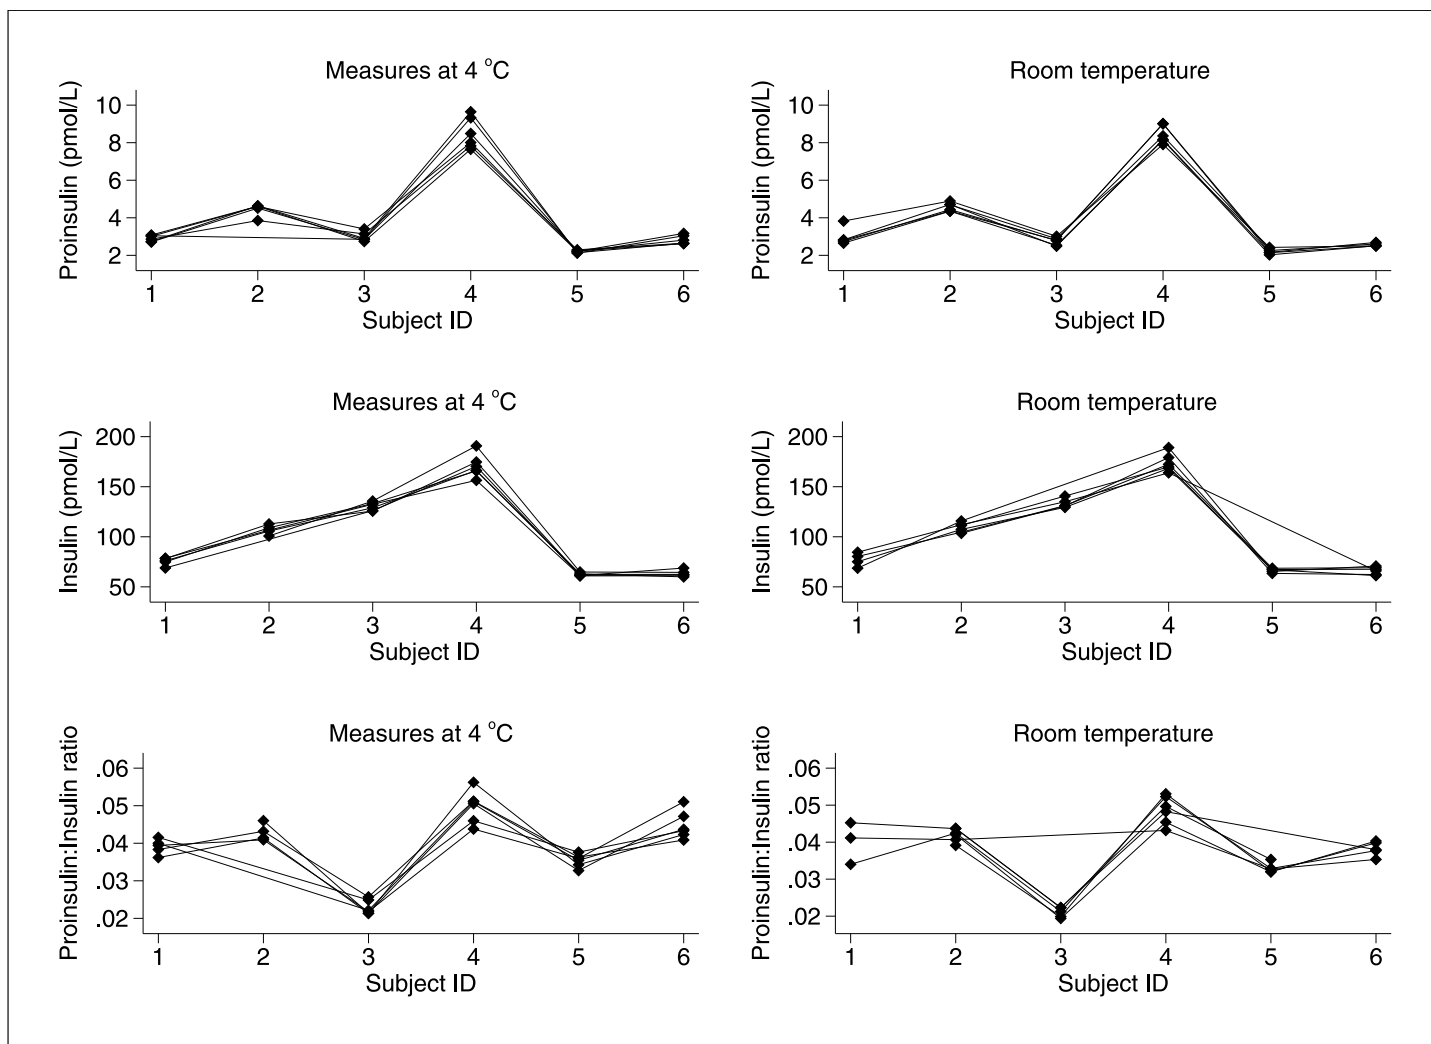 Measures at 4 °C
Proinsulin (pmol/L)
10
8
6
4
2
1 2 3 4 5 6
Subject ID
Room temperature
Proinsulin (pmol/L)
10
8
6
4
2
1 2 3 4 5 6
Subject ID
Measures at 4 °C
Insulin (pmol/L)
200
150
100
50
1 2 3 4 5 6
Subject ID
Room temperature
Insulin (pmol/L)
200
150
100
50
1 2 3 4 5 6
Subject ID
Measures at 4 °C
Proinsulin:Insulin ratio
.06
.05
.04
.03
.02
1 2 3 4 5 6
Subject ID
Room temperature
Proinsulin:Insulin ratio
.06
.05
.04
.03
.02
1 2 3 4 5 6
Subject ID